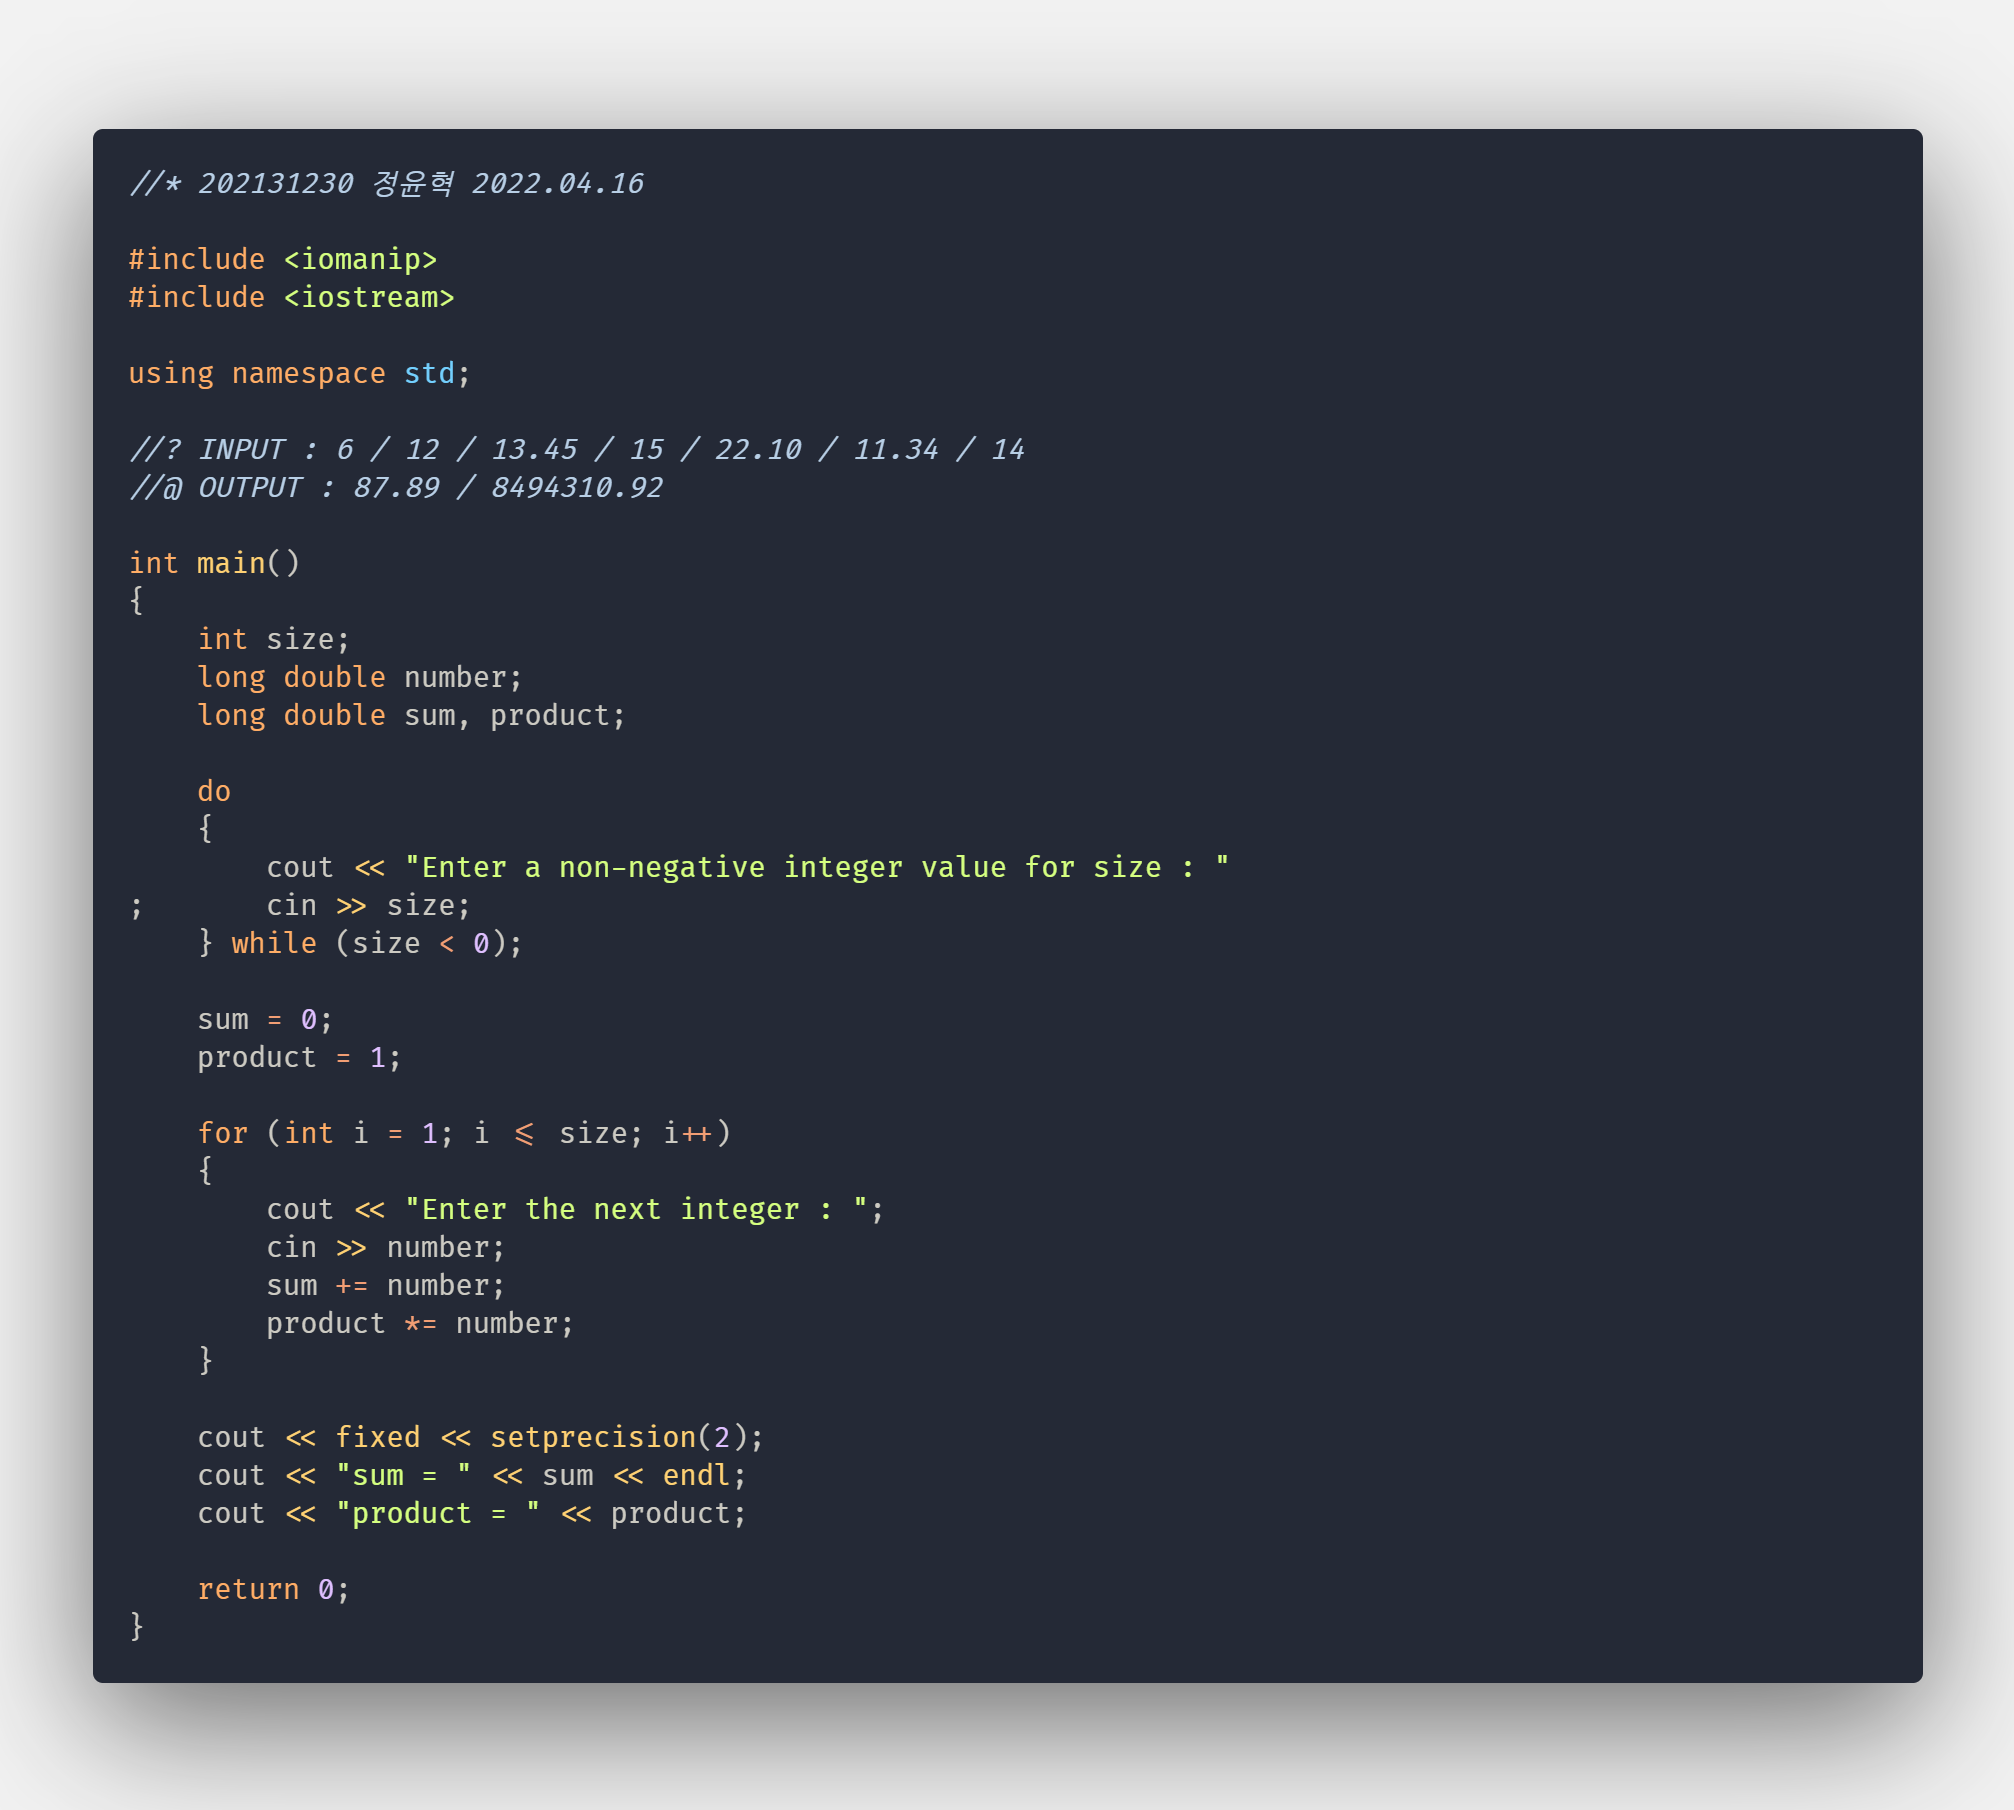 //* 202131230 정윤혁 2022.04.16

#include <iomanip>
#include <iostream>

using namespace std;

//? INPUT : 6 / 12 / 13.45 / 15 / 22.10 / 11.34 / 14
//@ OUTPUT : 87.89 / 8494310.92

int main()
{
    int size;
    long double number;
    long double sum, product;

    do
    {
        cout << "Enter a non-negative integer value for size : "
;       cin >> size;
    } while (size < 0);

    sum = 0;
    product = 1;

    for (int i = 1; i <= size; i++)
    {
        cout << "Enter the next integer : ";
        cin >> number;
        sum += number;
        product *= number;
    }

    cout << fixed << setprecision(2);
    cout << "sum = " << sum << endl;
    cout << "product = " << product;

    return 0;
}